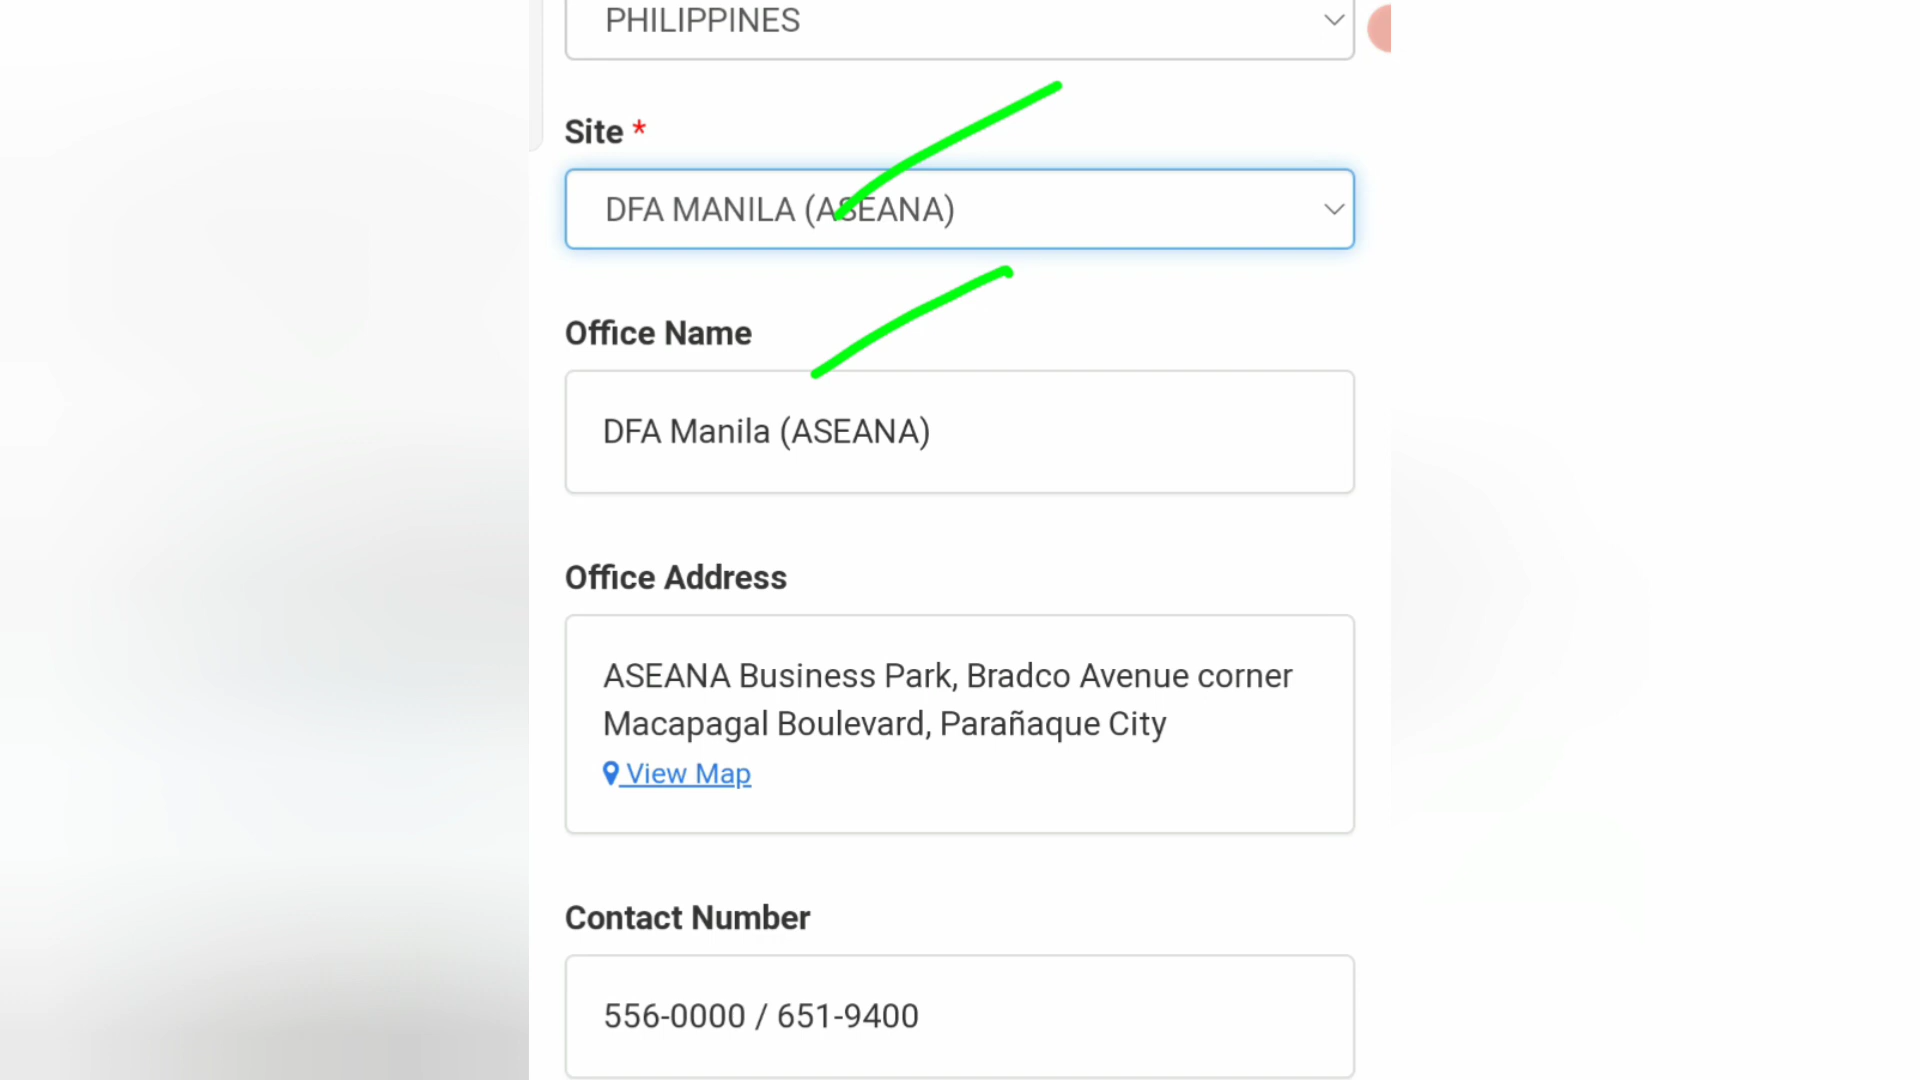 PHILIPPINES
Site *
DFA MANILA (ASEANA)
Office Name
DFA Manila (ASEANA)
Office Address
ASEANA Business Park, Bradco Avenue corner
Macapagal Boulevard, Parañaque City
View Map
Contact Number
556-0000 / 651-9400